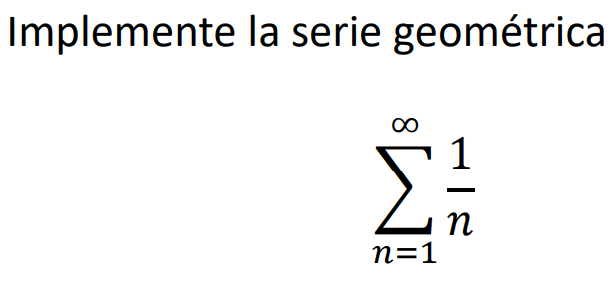 Implemente la serie geométrica
∞
∑ 1/n
n=1